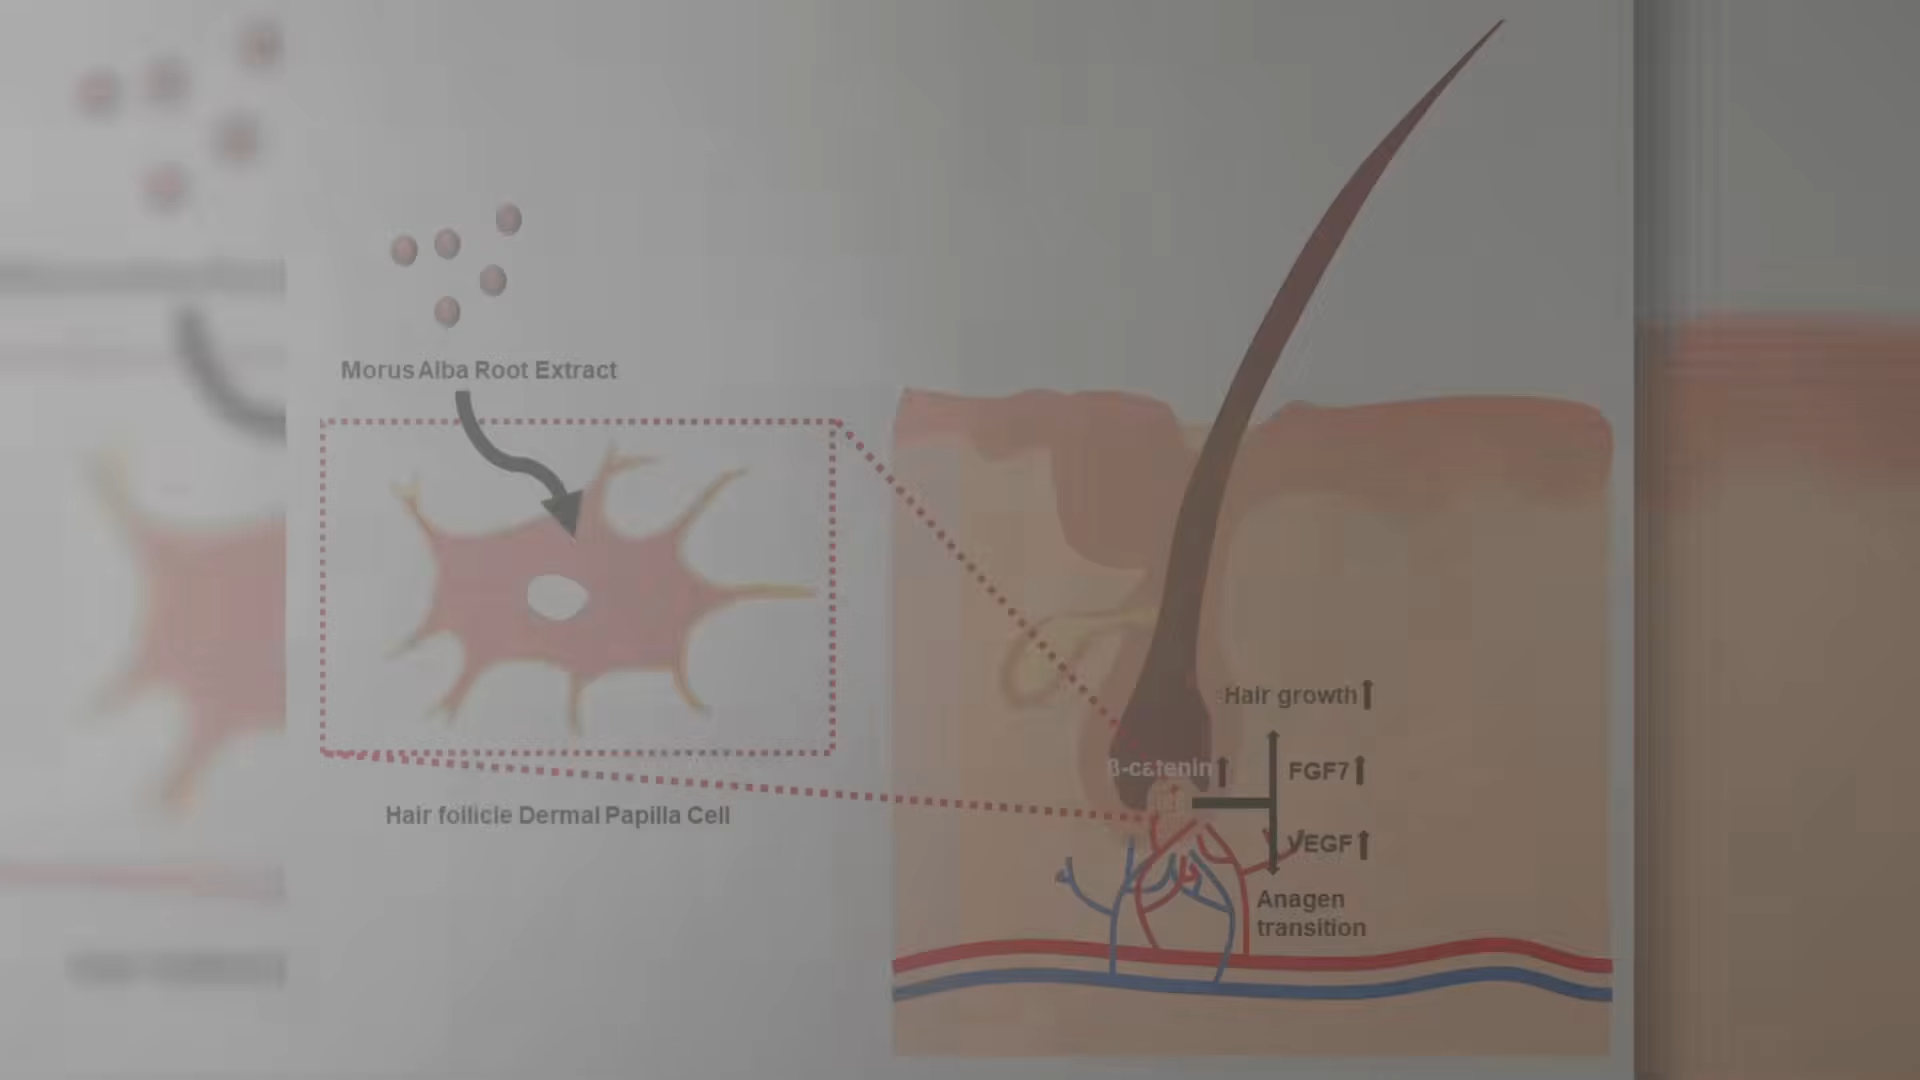 Morus Alba Root Extract
Hair follicle Dermal Papilla Cell
Hair growth
β-catenin
FGF7
VEGF
Anagen
transition